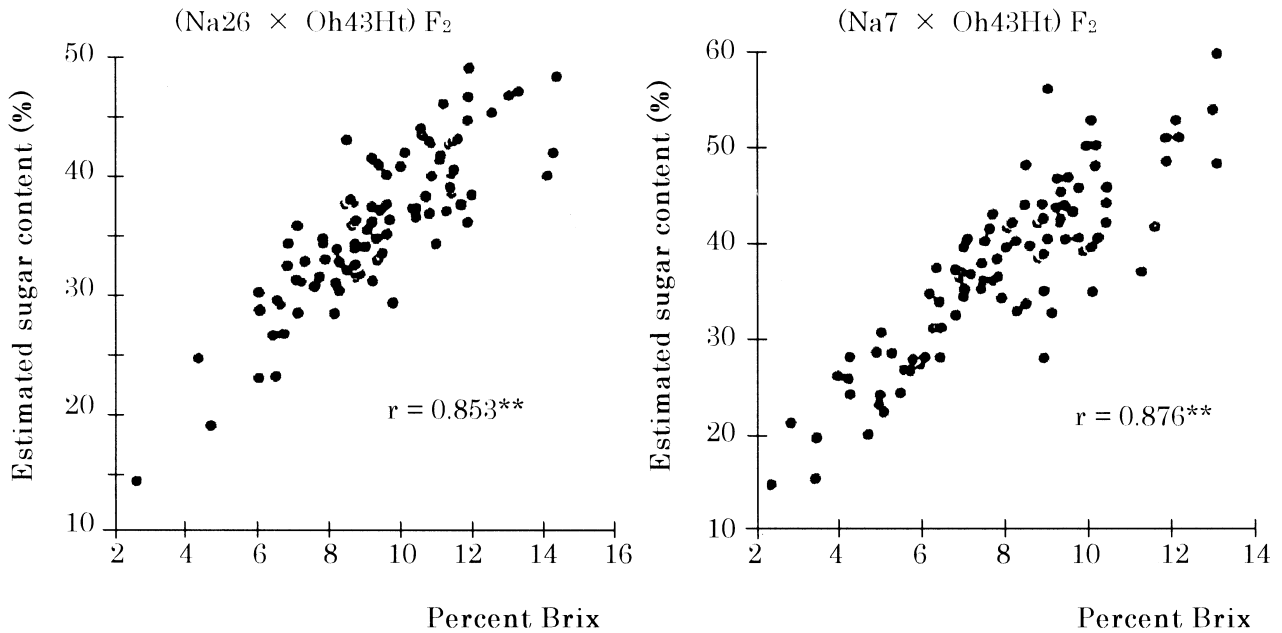 (Na26 × Oh43Ht) F₂
Estimated sugar content (%)
50
40
30
20
10
r = 0.853**
2 4 6 8 10 12 14 16
Percent Brix
(Na7 × Oh43Ht) F₂
Estimated sugar content (%)
60
50
40
30
20
10
r = 0.876**
2 4 6 8 10 12 14
Percent Brix